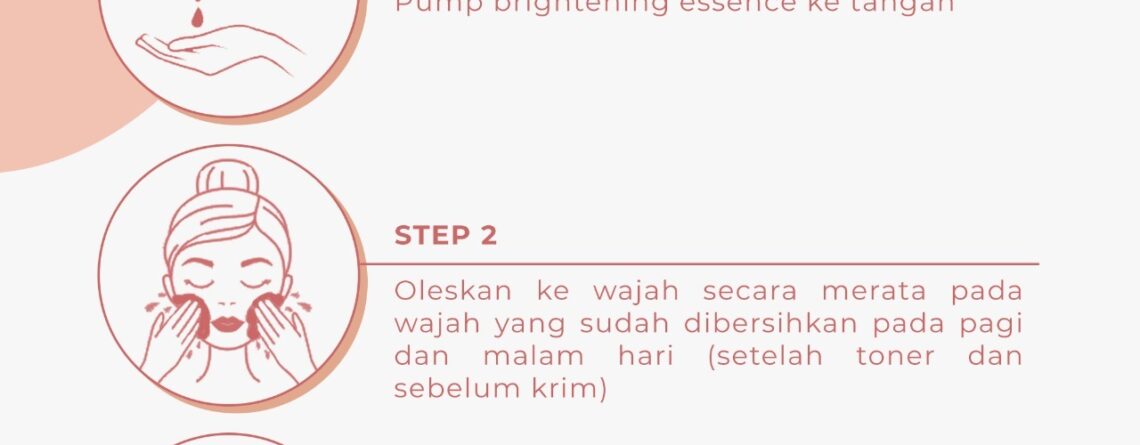 Pump brightening essence ke tangan
STEP 2
Oleskan ke wajah secara merata pada
wajah yang sudah dibersihkan pada pagi
dan malam hari (setelah toner dan
sebelum krim)